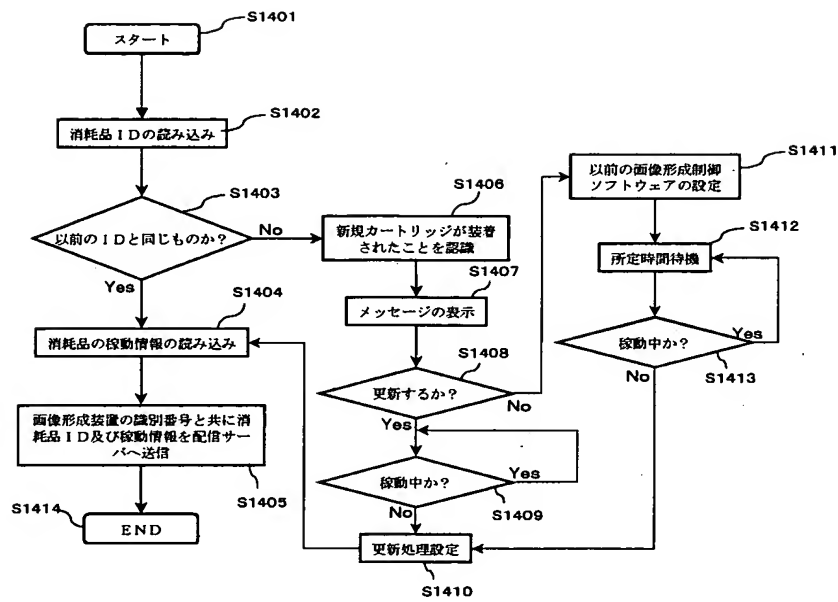 S1401
スタート
S1402
消耗品IDの読み込み
S1403
以前のIDと同じものか?
No
Yes
S1404
消耗品の稼動情報の読み込み
画像形成装置の識別番号と共に消
耗品ID及び稼動情報を配信サー
バへ送信
S1405
S1414
END
S1406
新規カートリッジが装着
されたことを認識
S1407
メッセージの表示
S1408
更新するか?
No
Yes
稼動中か?
Yes
S1409
No
更新処理設定
S1410
S1411
以前の画像形成制御
ソフトウェアの設定
S1412
所定時間待機
稼動中か?
Yes
S1413
No